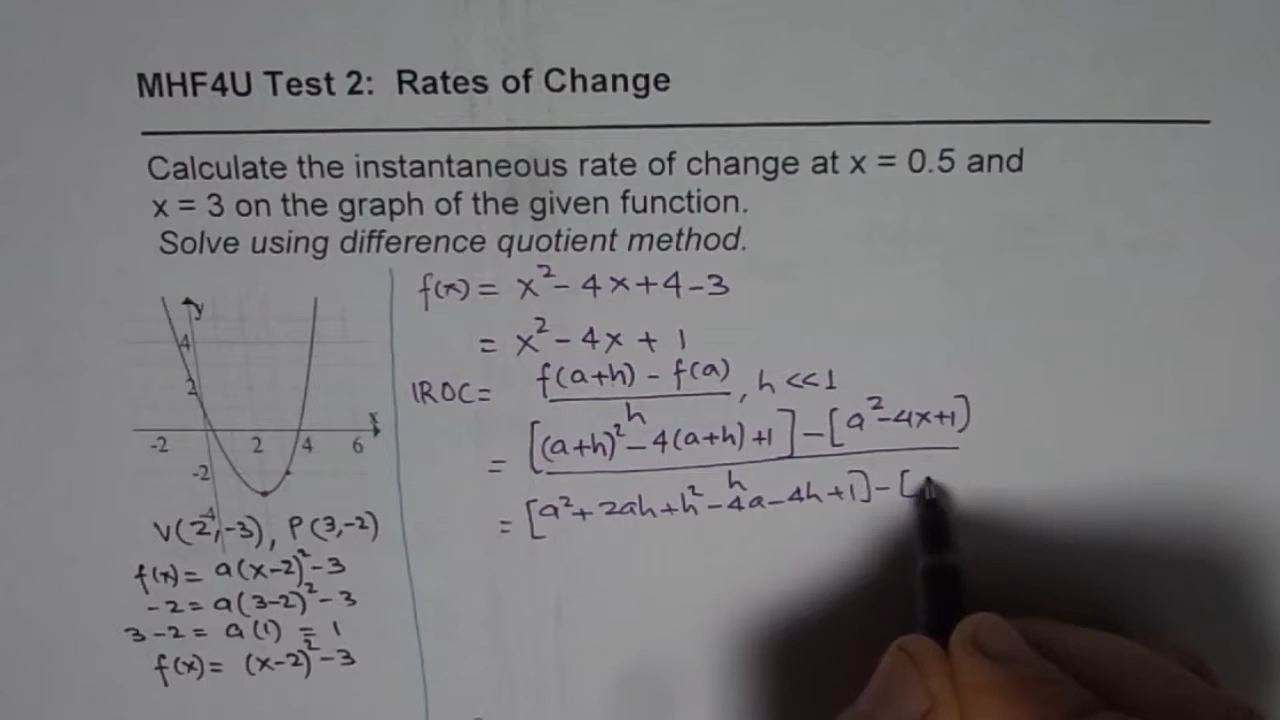 MHF4U Test 2: Rates of Change
Calculate the instantaneous rate of change at x = 0.5 and
x = 3 on the graph of the given function.
Solve using difference quotient method.
y
4
2
x
-2 2 4 6
-2
-4
V(2,-3), P(3,-2)
f(x) = a(x-2)²-3
-2 = a(3-2)²-3
3-2 = a(1) = 1
f(x) = (x-2)²-3
f(x) = x²-4x+4-3
= x²-4x+1
IROC = f(a+h) - f(a) , h <<1
h
= [(a+h)²-4(a+h)+1] - [a²-4x+1]
h
= [a²+2ah+h²-4a-4h+1] - [